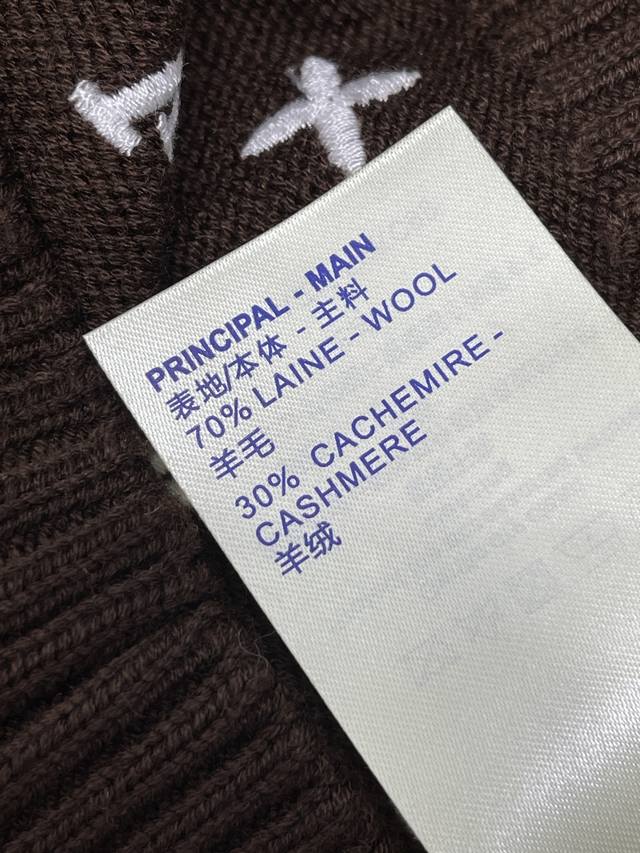 PRINCIPAL - MAIN
表地/本体 - 主料
70% LAINE - WOOL
羊毛
30% CACHEMIRE -
CASHMERE
羊绒